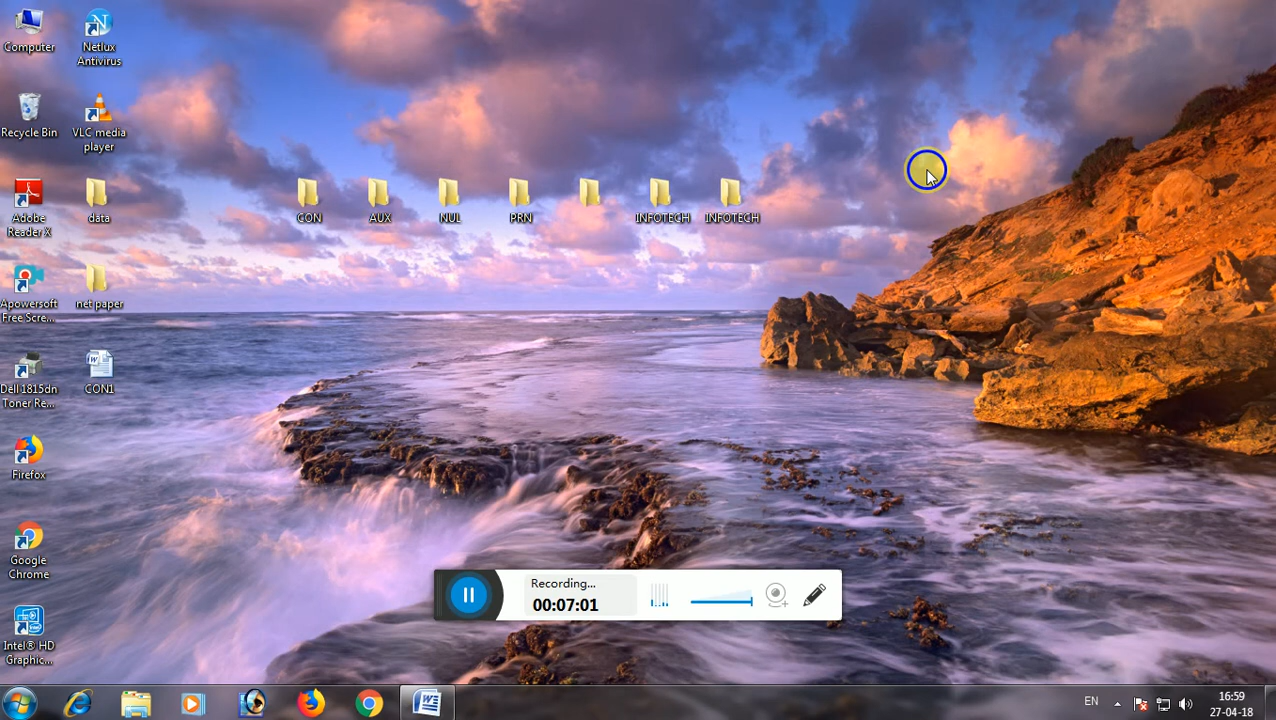 Computer
Netlux
Antivirus
Recycle Bin
VLC media
player
Adobe
Reader X
data
CON
AUX
NUL
PRN
INFOTECH
INFOTECH
Apowersoft
Free Scre...
net paper
Dell 1815dn
Toner Re...
CON1
Firefox
Google
Chrome
Intel® HD
Graphic...
Recording...
00:07:01
EN
16:59
27-04-18